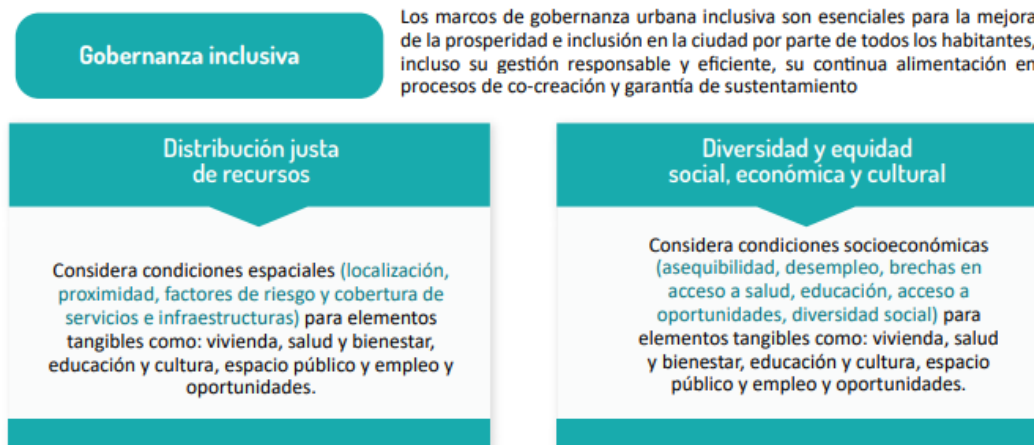 Gobernanza inclusiva
Los marcos de gobernanza urbana inclusiva son esenciales para la mejora
de la prosperidad e inclusión en la ciudad por parte de todos los habitantes,
incluso su gestión responsable y eficiente, su continua alimentación en
procesos de co-creación y garantía de sustentamiento
Distribución justa
de recursos
Considera condiciones espaciales (localización,
proximidad, factores de riesgo y cobertura de
servicios e infraestructuras) para elementos
tangibles como: vivienda, salud y bienestar,
educación y cultura, espacio público y empleo y
oportunidades.
Diversidad y equidad
social, económica y cultural
Considera condiciones socioeconómicas
(asequibilidad, desempleo, brechas en
acceso a salud, educación, acceso a
oportunidades, diversidad social) para
elementos tangibles como: vivienda, salud
y bienestar, educación y cultura, espacio
público y empleo y oportunidades.